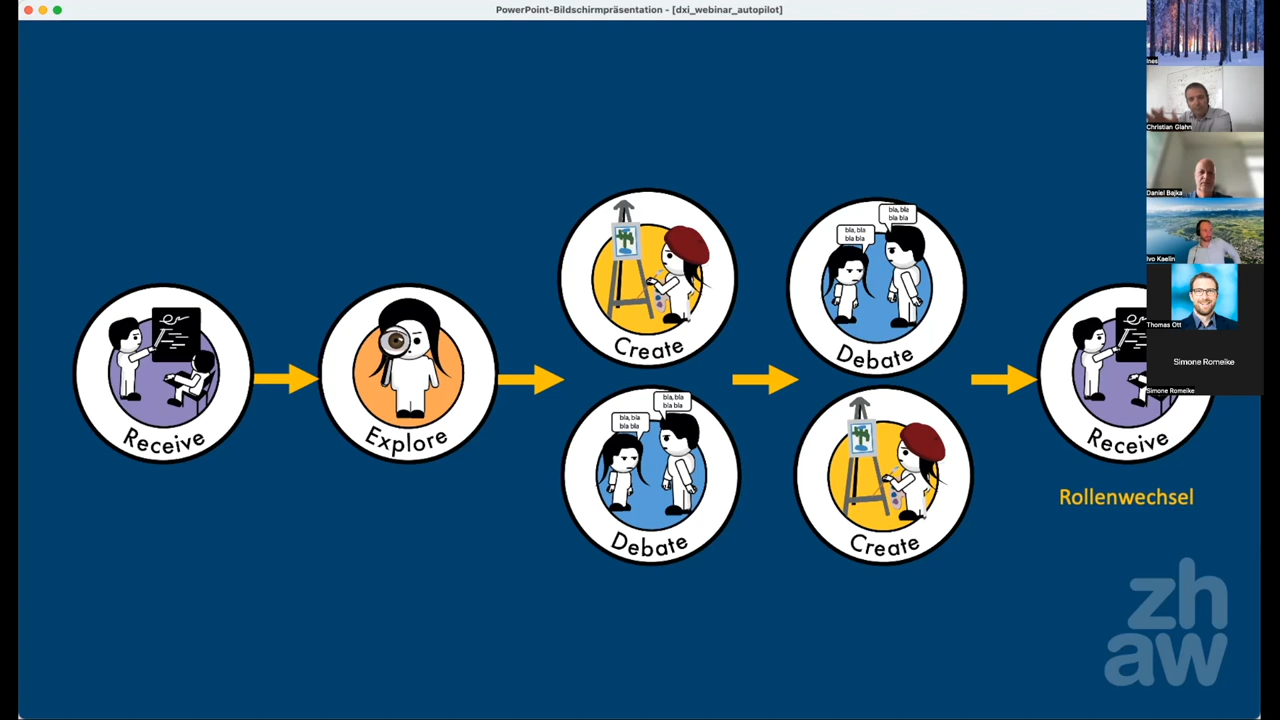 PowerPoint-Bildschirmpräsentation - [dxi_webinar_autopilot]
Ines
Christian Glahn
Daniel Bajka
Ivo Kaelin
Thomas Ott
Simone Romeike
Simone Romeike
Receive
Explore
Create
bla, bla
bla bla
bla, bla
bla bla
Debate
bla, bla
bla bla
bla, bla
bla bla
Debate
Create
Receive
Rollenwechsel
zh
aw